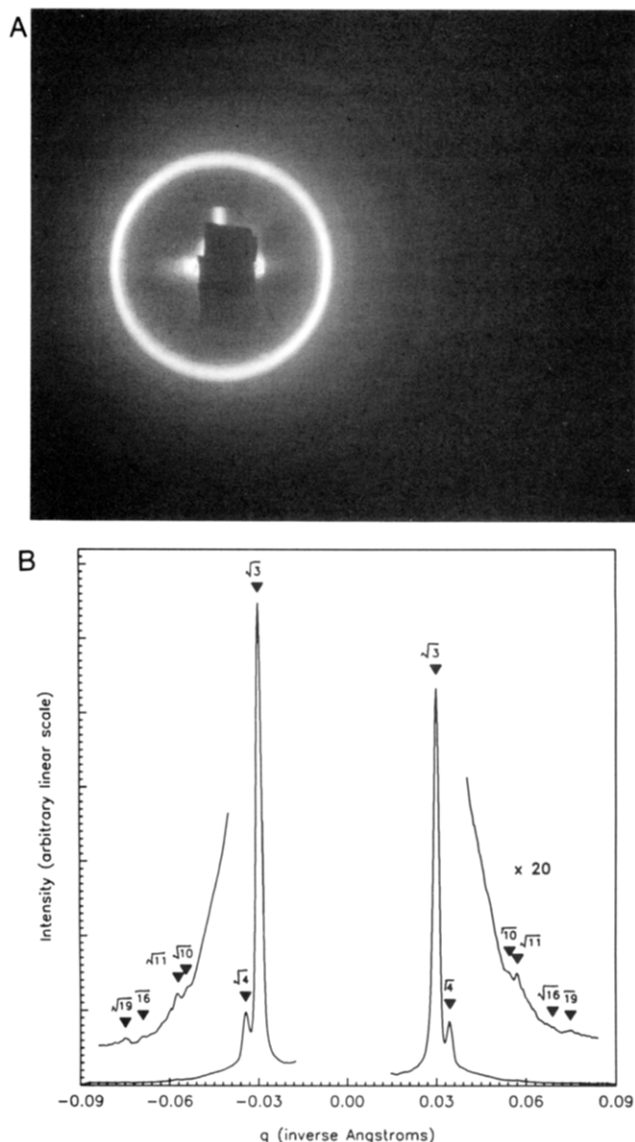 A
B
√3
√3
√4
√11
√10
√19
√16
√10
√11
√4
√16
√19
x 20
Intensity (arbitrary linear scale)
-0.09 -0.06 -0.03 0.00 0.03 0.06 0.09
q (inverse Angstroms)